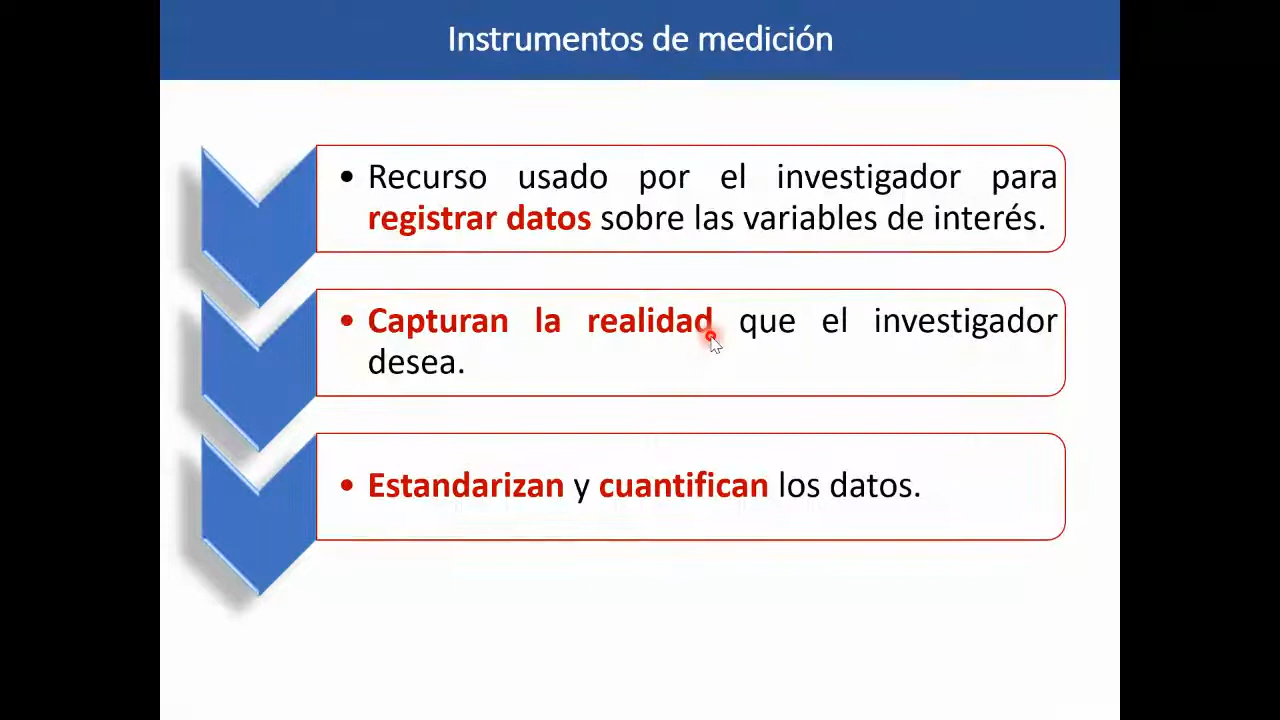 Instrumentos de medición
• Recurso usado por el investigador para
registrar datos sobre las variables de interés.
• Capturan la realidad que el investigador
desea.
• Estandarizan y cuantifican los datos.